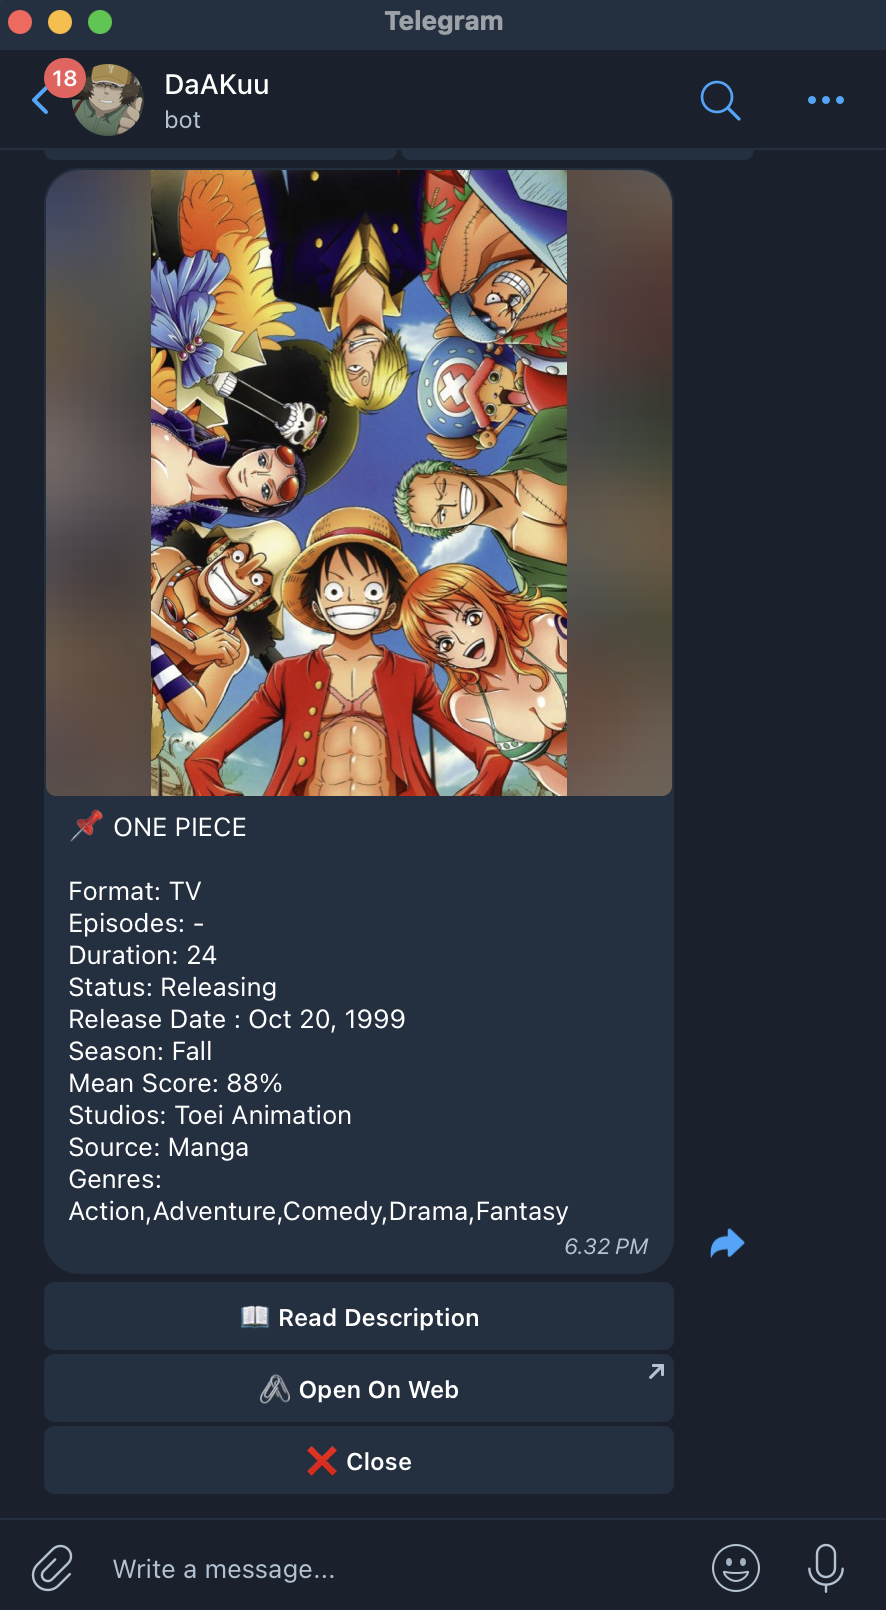 Telegram
18
DaAKuu
bot
📌 ONE PIECE
Format: TV
Episodes: -
Duration: 24
Status: Releasing
Release Date : Oct 20, 1999
Season: Fall
Mean Score: 88%
Studios: Toei Animation
Source: Manga
Genres:
Action,Adventure,Comedy,Drama,Fantasy
6.32 PM
📖 Read Description
🖇 Open On Web
❌ Close
Write a message...